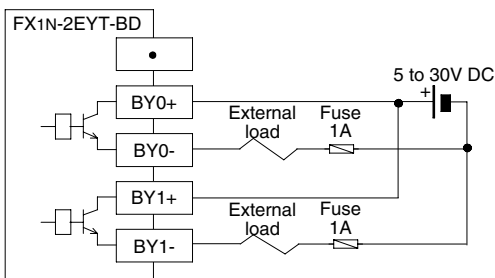 FX1N-2EYT-BD
•
5 to 30V DC
+
BY0+
External load
Fuse 1A
BY0-
BY1+
External load
Fuse 1A
BY1-